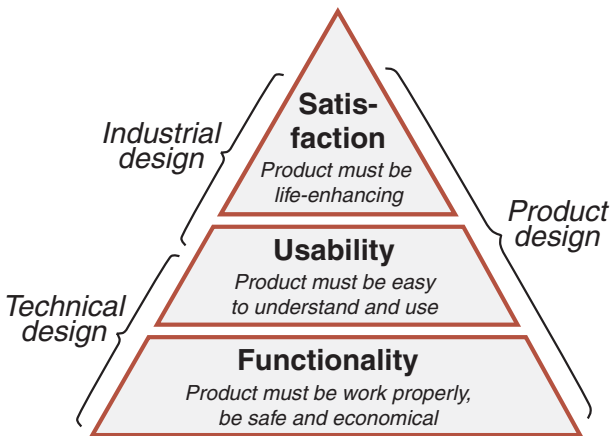 Satis-
faction
Product must be
life-enhancing
Industrial
design
Product
design
Usability
Product must be easy
to understand and use
Technical
design
Functionality
Product must be work properly,
be safe and economical